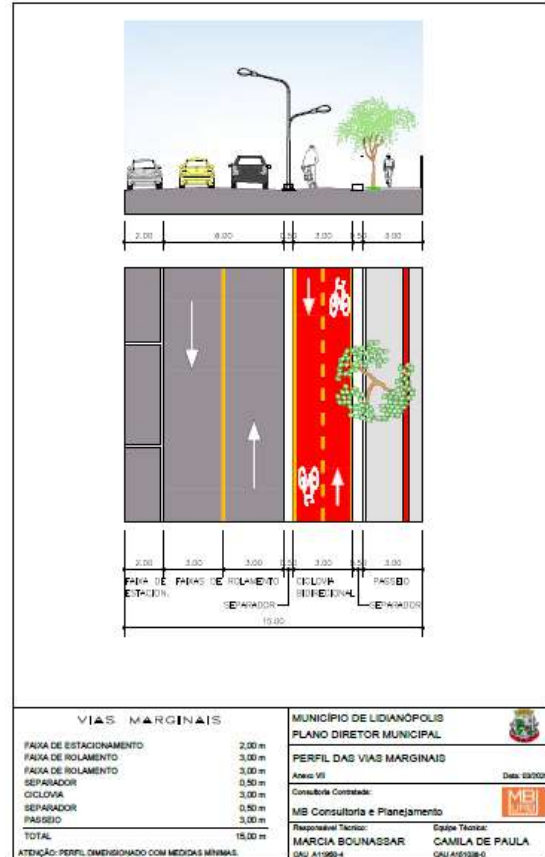 2.00 6.00 0.50 3.00 0.50 3.00
2.00 3.00 3.00 0.50 3.00 0.50 3.00
FAIXA DE ESTACION.
FAIXAS DE ROLAMENTO
CICLOVIA BIDIRECIONAL
PASSEIO
SEPARADOR
SEPARADOR
15.00
VIAS MARGINAIS
FAIXA DE ESTACIONAMENTO 2,00 m
FAIXA DE ROLAMENTO 3,00 m
FAIXA DE ROLAMENTO 3,00 m
SEPARADOR 0,50 m
CICLOVIA 3,00 m
SEPARADOR 0,50 m
PASSEIO 3,00 m
TOTAL 15,00 m
ATENÇÃO: PERFIL DIMENSIONADO COM MEDIDAS MÍNIMAS.
MUNICÍPIO DE LIDIANÓPOLIS
PLANO DIRETOR MUNICIPAL
PERFIL DAS VIAS MARGINAIS
Anexo VII
Data:
Consultoria Contratada:
MB Consultoria e Planejamento
MB
Responsável Técnico:
MARCIA BOUNASSAR
Equipe Técnica:
CAMILA DE PAULA